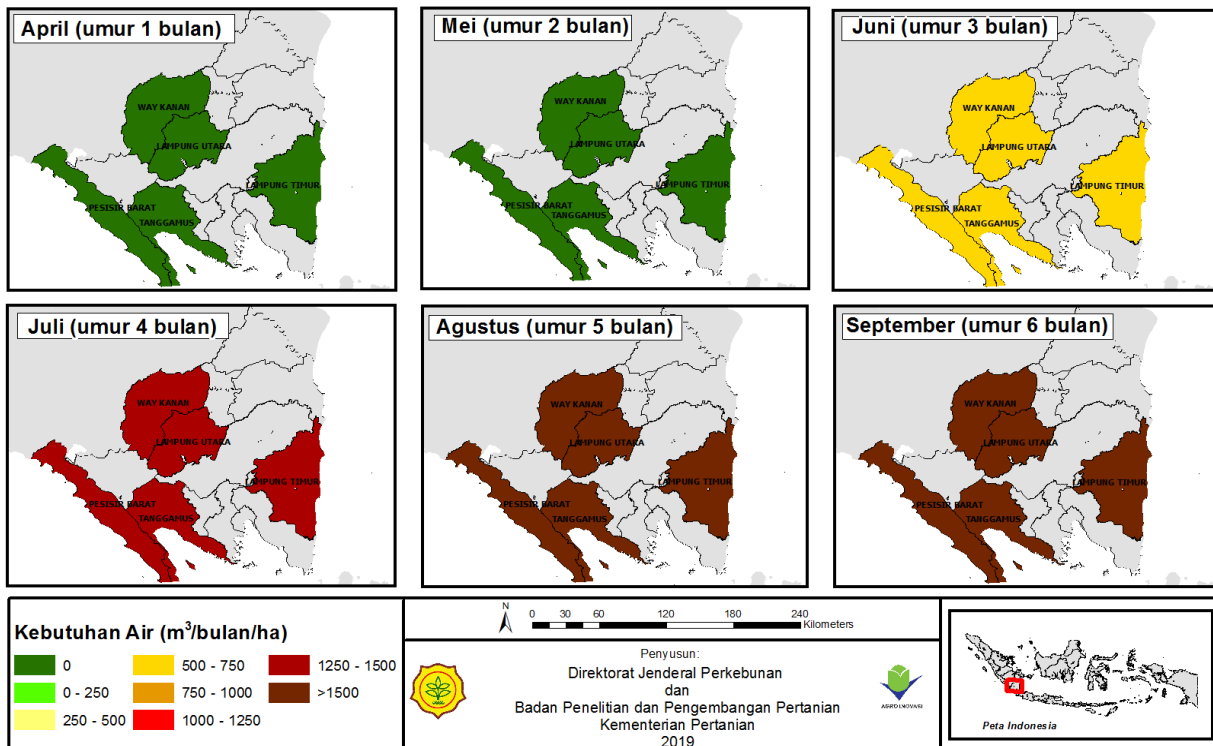 April (umur 1 bulan)
WAY KANAN
LAMPUNG UTARA
LAMPUNG TIMUR
PESISIR BARAT
TANGGAMUS
Mei (umur 2 bulan)
WAY KANAN
LAMPUNG UTARA
LAMPUNG TIMUR
PESISIR BARAT
TANGGAMUS
Juni (umur 3 bulan)
WAY KANAN
LAMPUNG UTARA
LAMPUNG TIMUR
PESISIR BARAT
TANGGAMUS
Juli (umur 4 bulan)
WAY KANAN
LAMPUNG UTARA
LAMPUNG TIMUR
PESISIR BARAT
TANGGAMUS
Agustus (umur 5 bulan)
WAY KANAN
LAMPUNG UTARA
LAMPUNG TIMUR
PESISIR BARAT
TANGGAMUS
September (umur 6 bulan)
WAY KANAN
LAMPUNG UTARA
LAMPUNG TIMUR
PESISIR BARAT
TANGGAMUS
Kebutuhan Air (m³/bulan/ha)
0
0 - 250
250 - 500
500 - 750
750 - 1000
1000 - 1250
1250 - 1500
>1500
N
0 30 60 120 180 240
Kilometers
Penyusun:
Direktorat Jenderal Perkebunan
dan
Badan Penelitian dan Pengembangan Pertanian
Kementerian Pertanian
2019
AGRO INOVASI
Peta Indonesia